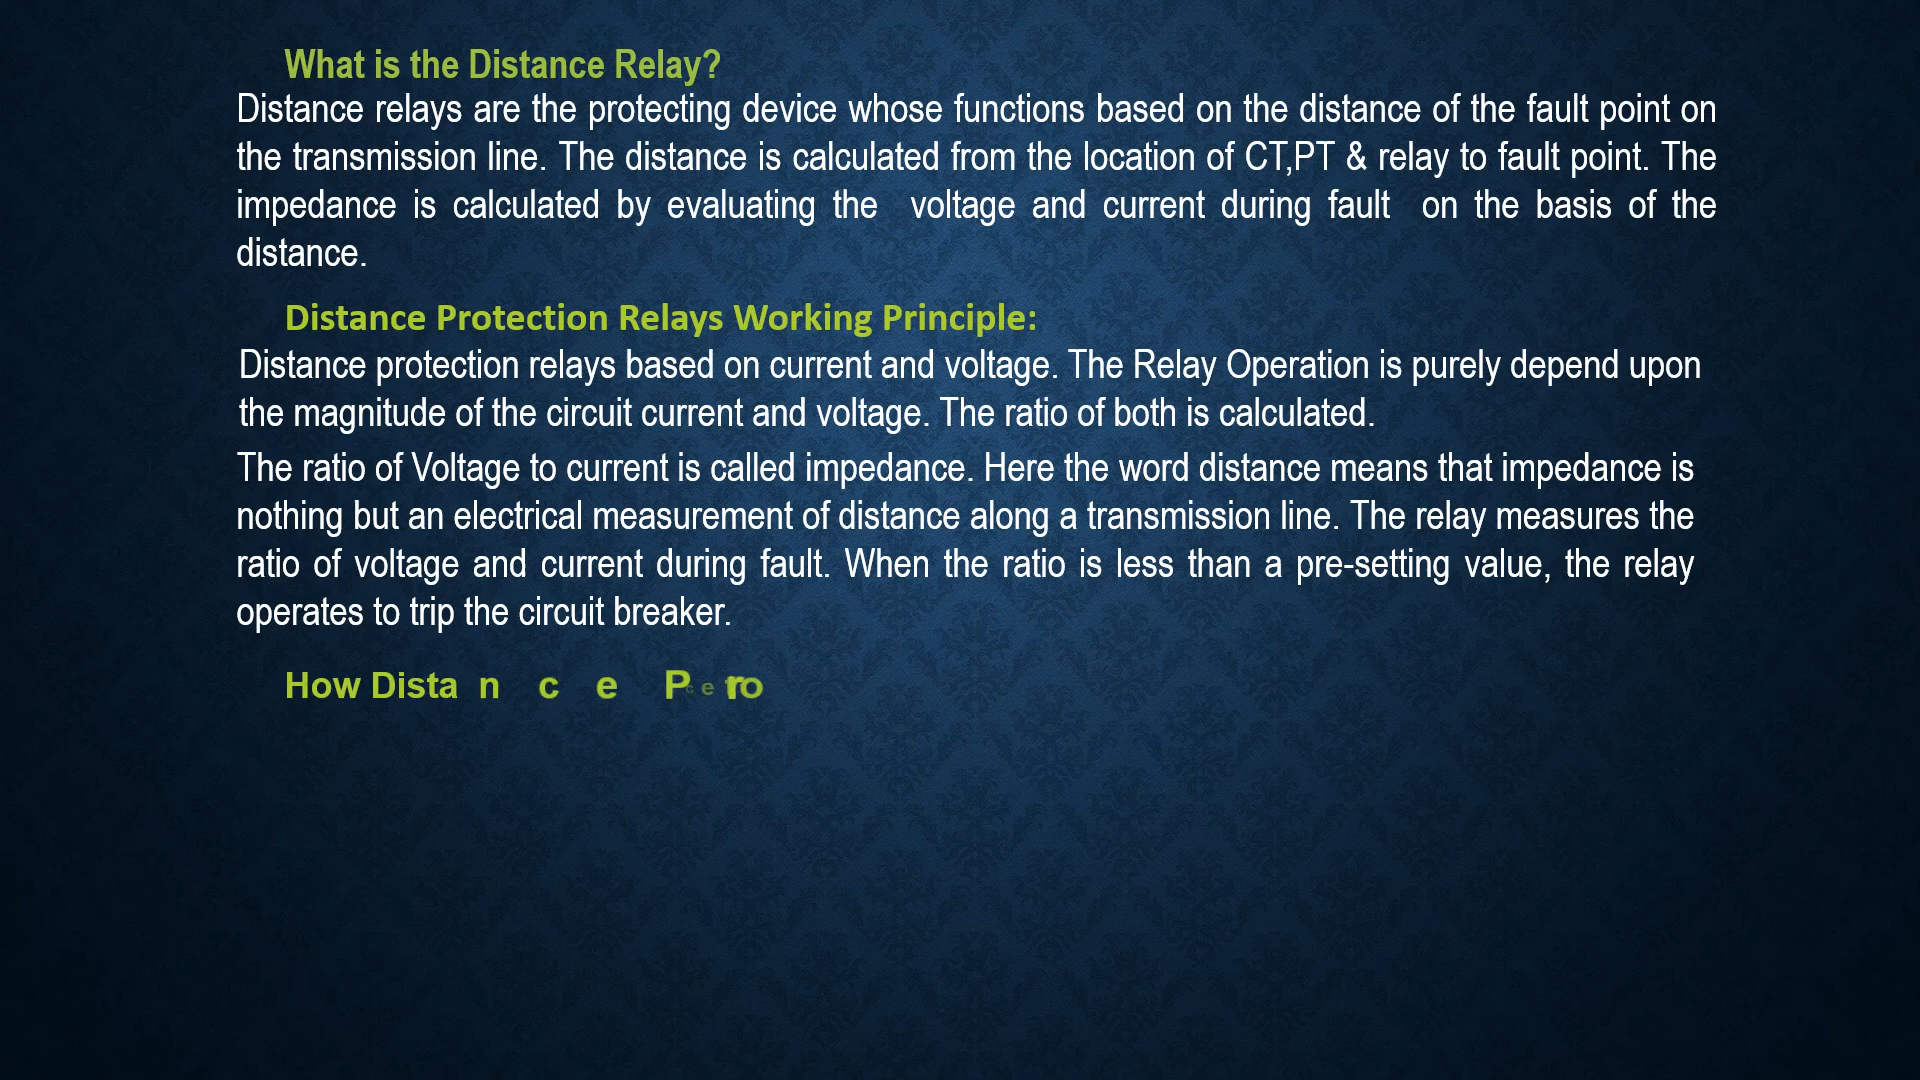 What is the Distance Relay?
Distance relays are the protecting device whose functions based on the distance of the fault point on
the transmission line. The distance is calculated from the location of CT,PT & relay to fault point. The
impedance is calculated by evaluating the voltage and current during fault on the basis of the
distance.
Distance Protection Relays Working Principle:
Distance protection relays based on current and voltage. The Relay Operation is purely depend upon
the magnitude of the circuit current and voltage. The ratio of both is calculated.
The ratio of Voltage to current is called impedance. Here the word distance means that impedance is
nothing but an electrical measurement of distance along a transmission line. The relay measures the
ratio of voltage and current during fault. When the ratio is less than a pre-setting value, the relay
operates to trip the circuit breaker.
How Distance